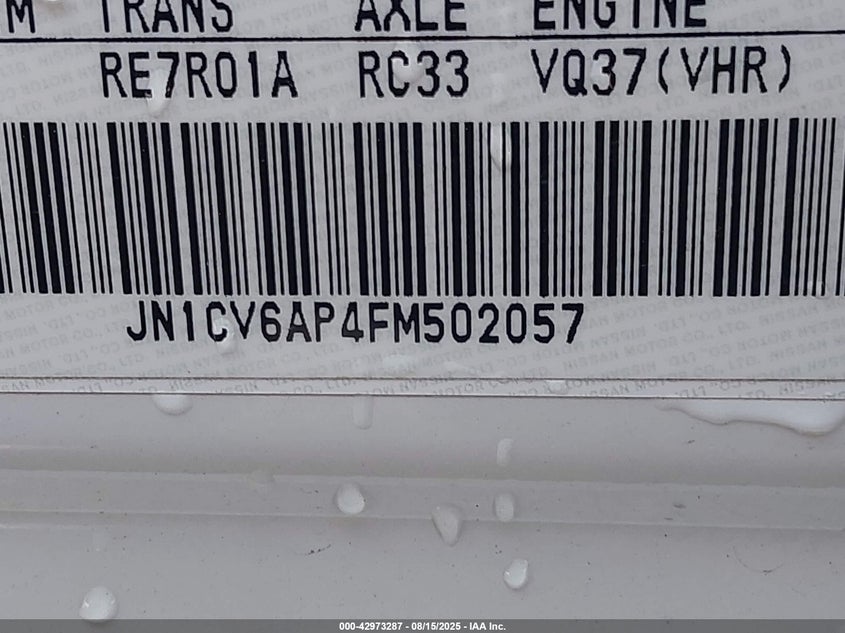 M TRANS AXLE ENGINE
RE7R01A RC33 VQ37(VHR)
JN1CV6AP4FM502057
000-42973287 - 08/15/2025 - IAA Inc.